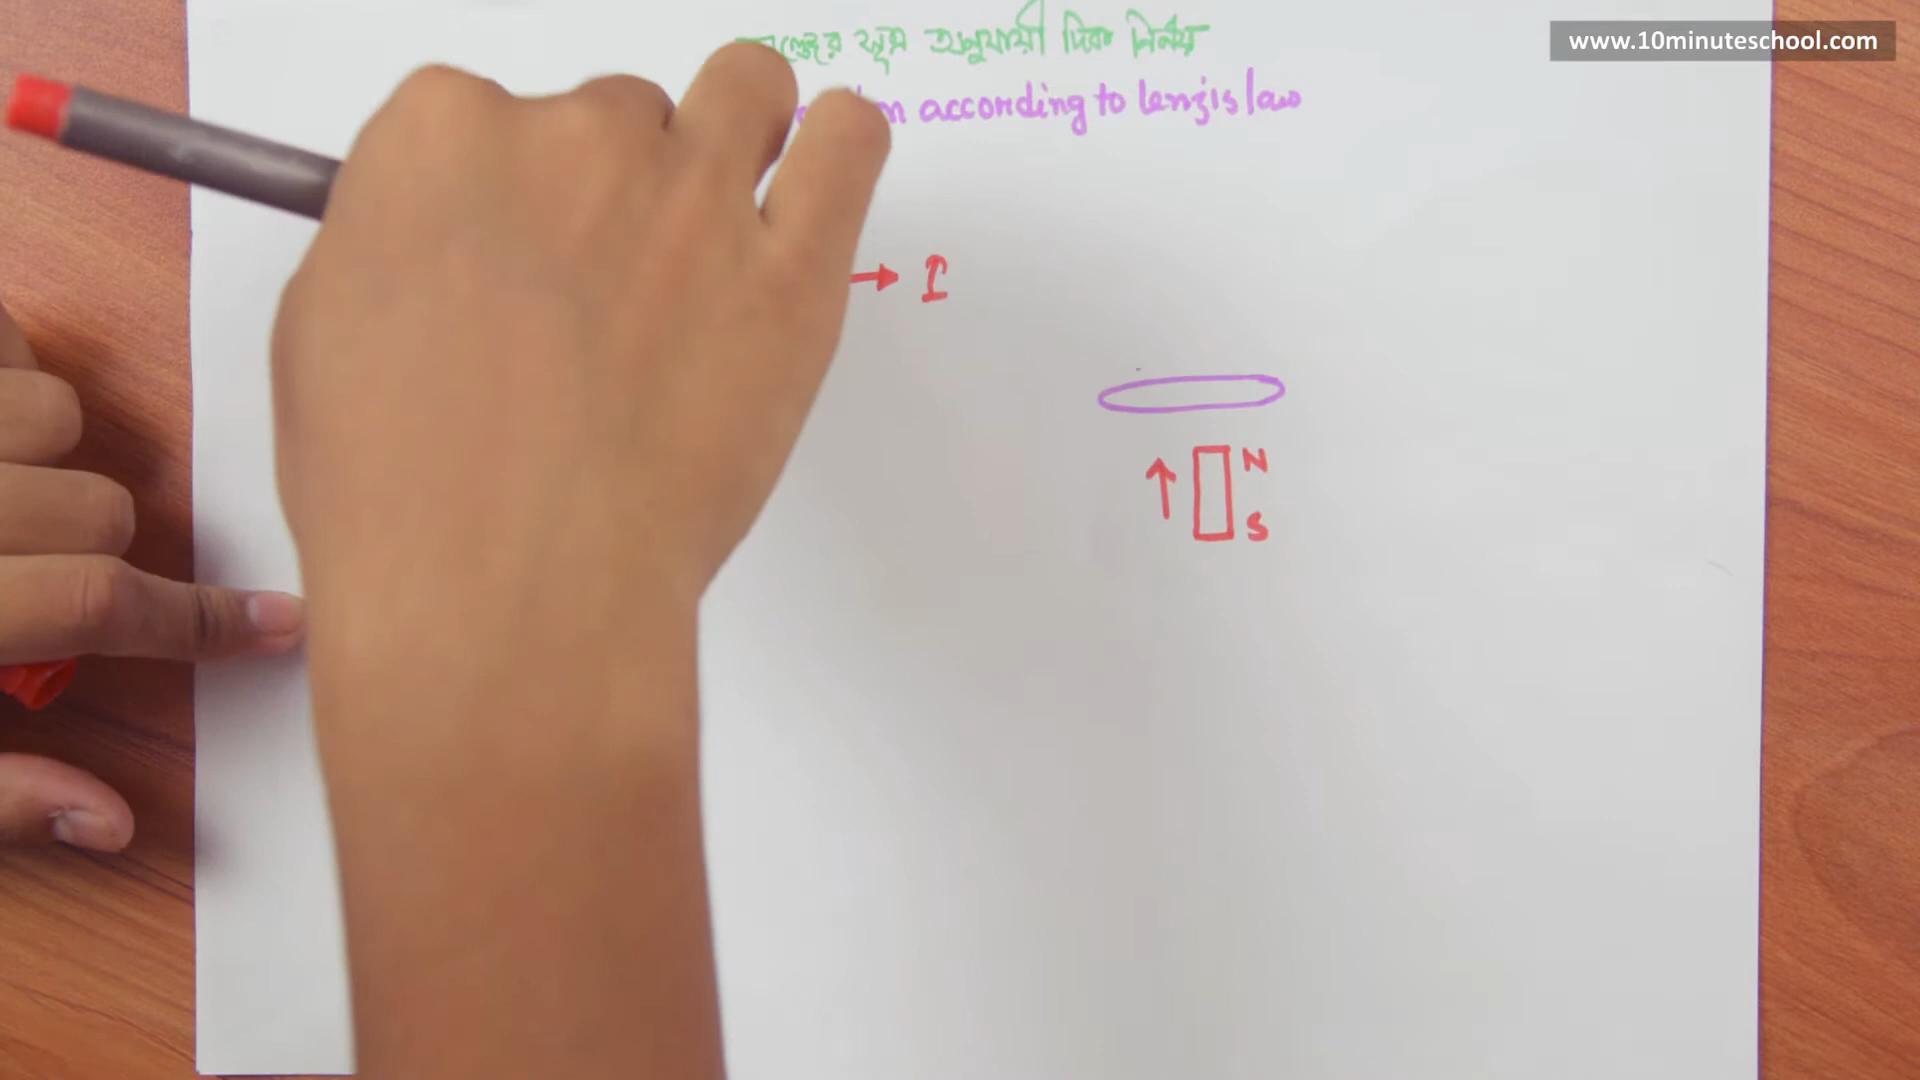 www.10minuteschool.com
সূত্র অনুযায়ী দিক নির্ণয়
according to lenz's law
I
N
S